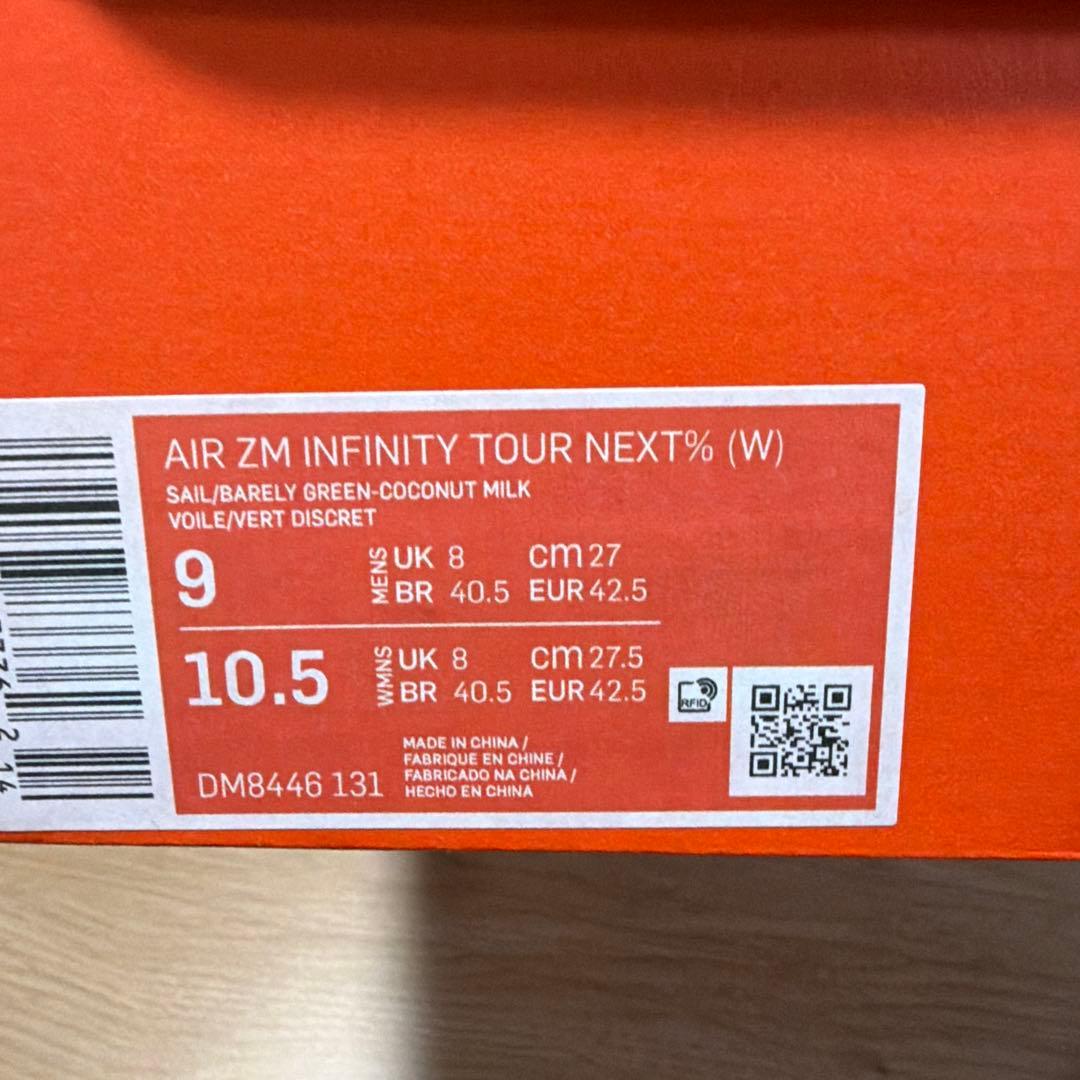 AIR ZM INFINITY TOUR NEXT% (W)
SAIL/BARELY GREEN-COCONUT MILK
VOILE/VERT DISCRET
9 MENS UK 8 cm 27
BR 40.5 EUR 42.5
10.5 WMNS UK 8 cm 27.5
BR 40.5 EUR 42.5
RFID
DM8446 131
MADE IN CHINA /
FABRIQUE EN CHINE /
FABRICADO NA CHINA /
HECHO EN CHINA